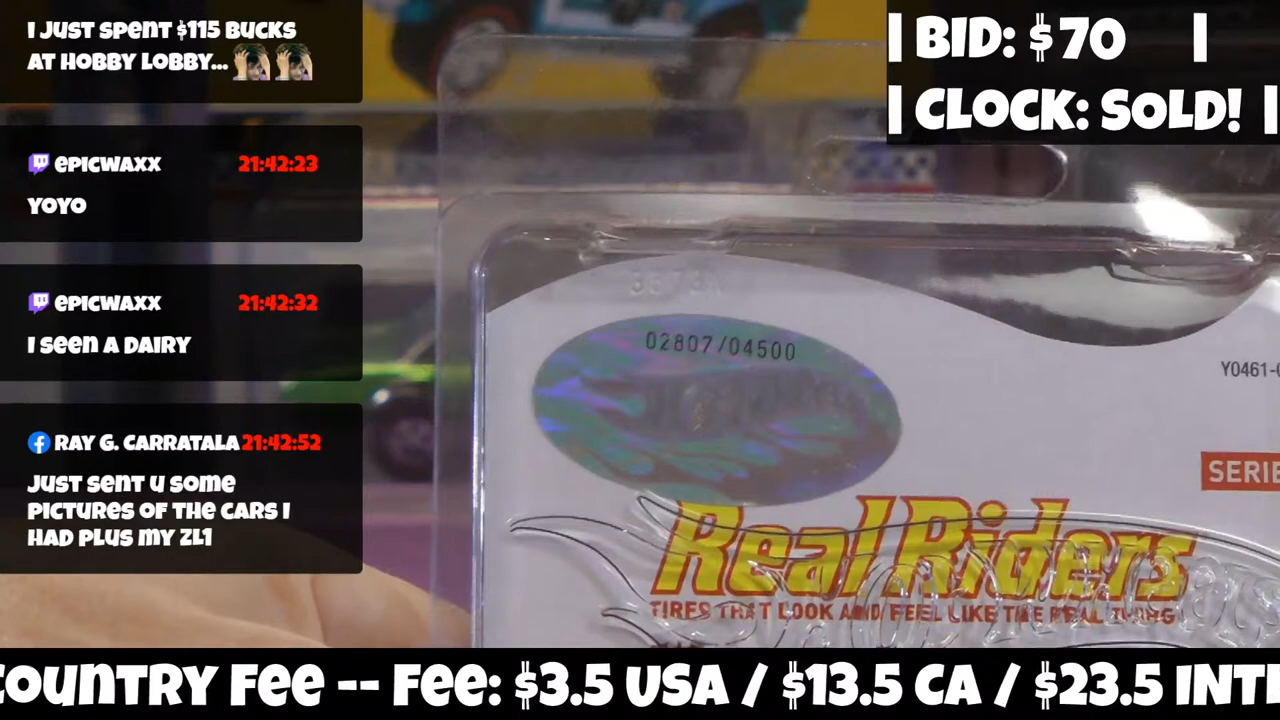 I JUST SPENT $115 BUCKS
AT HOBBY LOBBY...
| BID: $70 |
| CLOCK: SOLD! |
EPICWAXX 21:42:23
YOYO
EPICWAXX 21:42:32
I SEEN A DAIRY
RAY G. CARRATALA 21:42:52
JUST SENT U SOME
PICTURES OF THE CARS I
HAD PLUS MY ZL1
02807/04500
Y0461-
SERIE
Real Riders
TIRES THAT LOOK AND FEEL LIKE THE REAL THING
COUNTRY FEE -- FEE: $3.5 USA / $13.5 CA / $23.5 INT